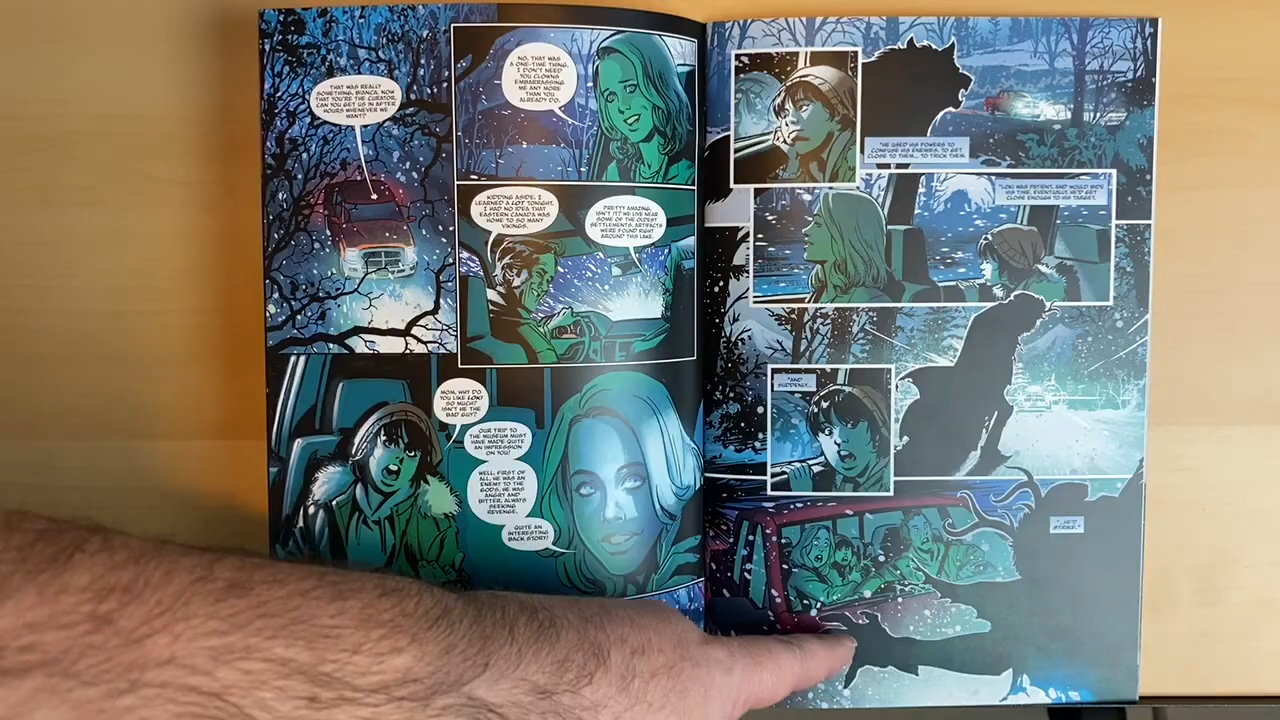 THAT WAS REALLY
SOMETHING, BIANCA. NOW
THAT YOU'RE THE CURATOR,
CAN YOU GET US IN AFTER
HOURS WHENEVER WE
WANT?
NO, THAT WAS
A ONE-TIME THING.
I DON'T NEED
YOU CLOWNS
EMBARRASSING
ME ANY MORE
THAN YOU
ALREADY DO.
KIDDING ASIDE, I
LEARNED A LOT TONIGHT.
I HAD NO IDEA THAT
EASTERN CANADA WAS
HOME TO SO MANY
VIKINGS.
PRETTY AMAZING,
ISN'T IT? WE LIVE NEAR
SOME OF THE OLDEST
SETTLEMENTS. ARTIFACTS
WERE FOUND RIGHT
AROUND THIS LAKE.
MOM, WHY DO
YOU LIKE LOKI
SO MUCH?
ISN'T HE THE
BAD GUY?
OUR TRIP TO
THE MUSEUM MUST
HAVE MADE QUITE
AN IMPRESSION
ON YOU!
WELL, FIRST OF
ALL, HE WAS AN
ENEMY TO THE
GODS. HE WAS
ANGRY AND
BITTER, ALWAYS
SEEKING
REVENGE.
QUITE AN
INTERESTING
BACK STORY!
"HE USED HIS POWERS TO
CONFUSE HIS ENEMIES. TO GET
CLOSE TO THEM... TO TRICK THEM.
"LOKI WAS PATIENT, AND WOULD BIDE
HIS TIME. EVENTUALLY, HE'D GET
CLOSE ENOUGH TO HIS TARGET.
"AND
SUDDENLY...
"...HE'D
STRIKE."